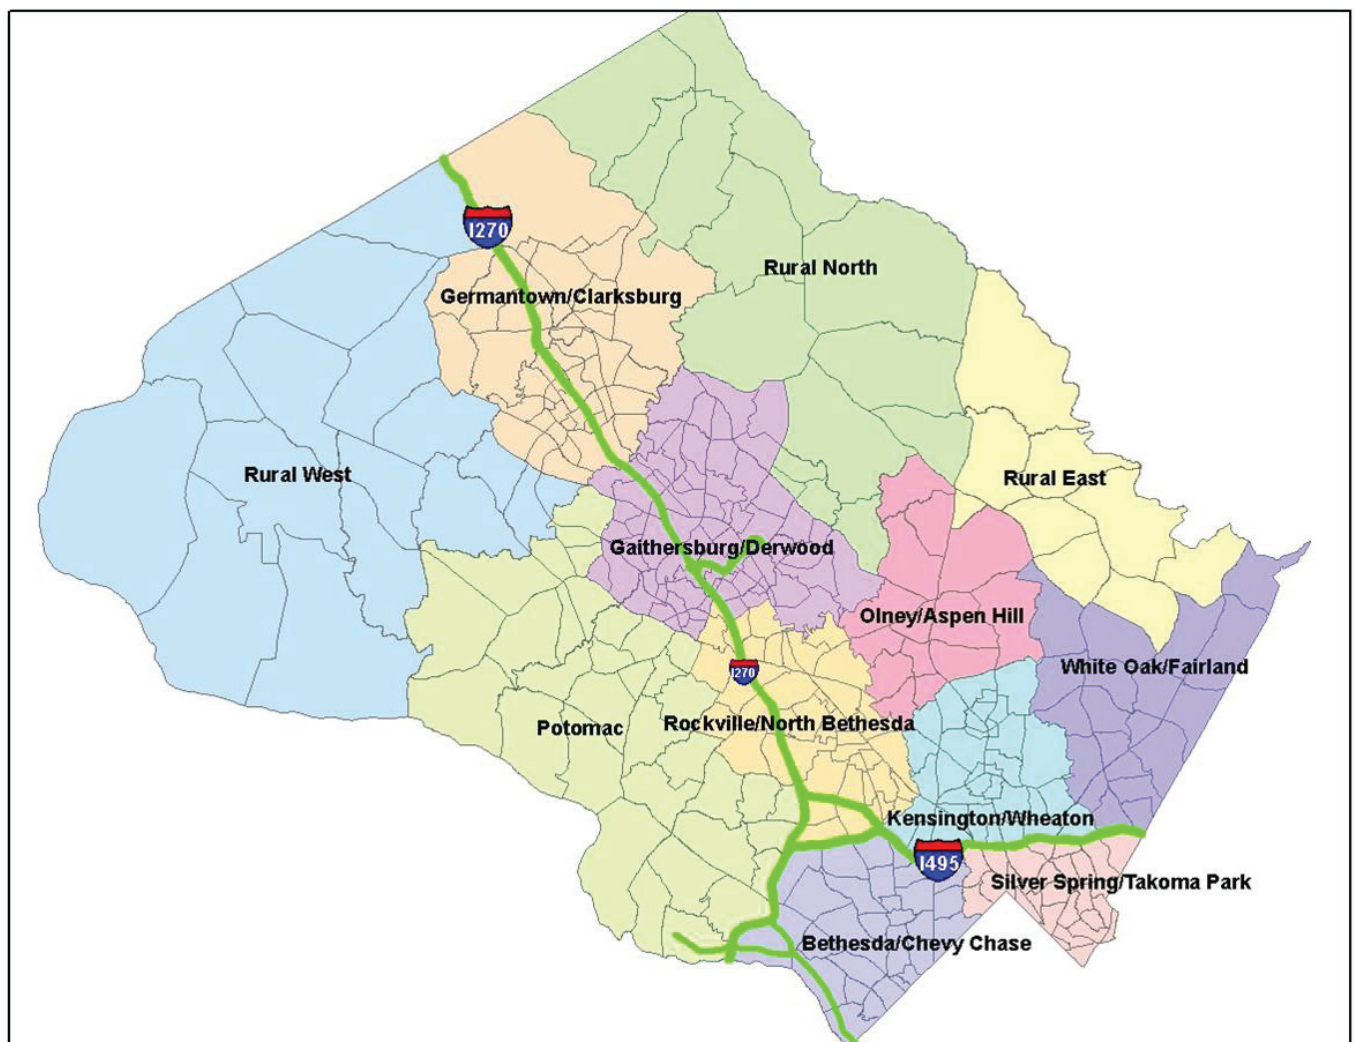 I270
Rural North
Germantown/Clarksburg
Rural West
Rural East
Gaithersburg/Derwood
Olney/Aspen Hill
White Oak/Fairland
I270
Rockville/North Bethesda
Potomac
Kensington/Wheaton
I495
Silver Spring/Takoma Park
Bethesda/Chevy Chase